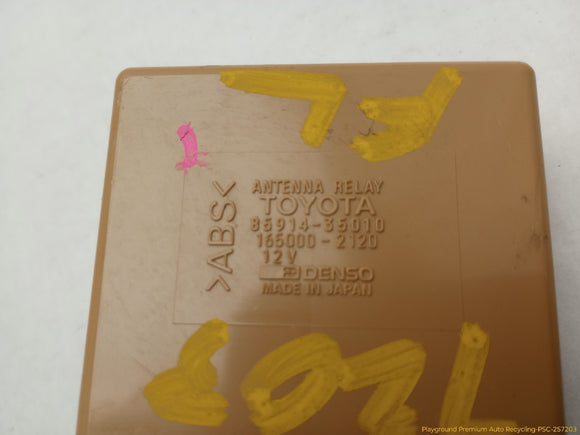 ANTENNA RELAY
TOYOTA
85914-35010
165000-2120
12V
DENSO
MADE IN JAPAN
>ABS<
Playground Premium Auto Recycling-PSC-257203